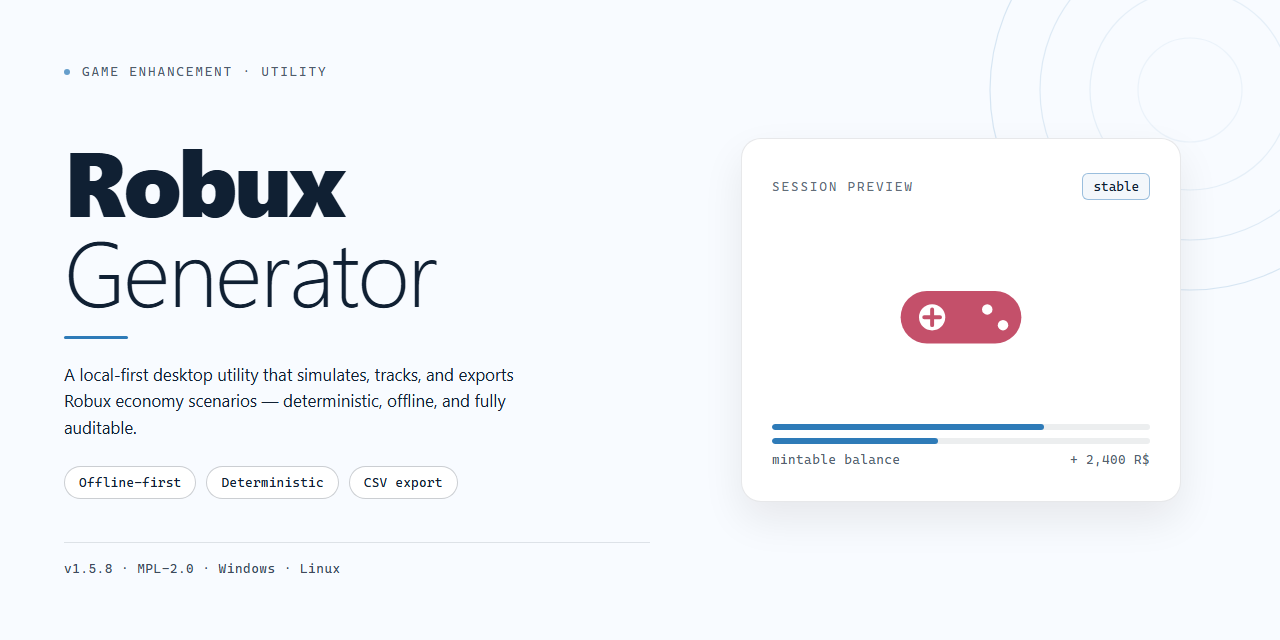 GAME ENHANCEMENT · UTILITY
Robux
Generator
A local-first desktop utility that simulates, tracks, and exports
Robux economy scenarios — deterministic, offline, and fully
auditable.
Offline-first
Deterministic
CSV export
v1.5.8 · MPL-2.0 · Windows · Linux
SESSION PREVIEW
stable
mintable balance
+ 2,400 R$